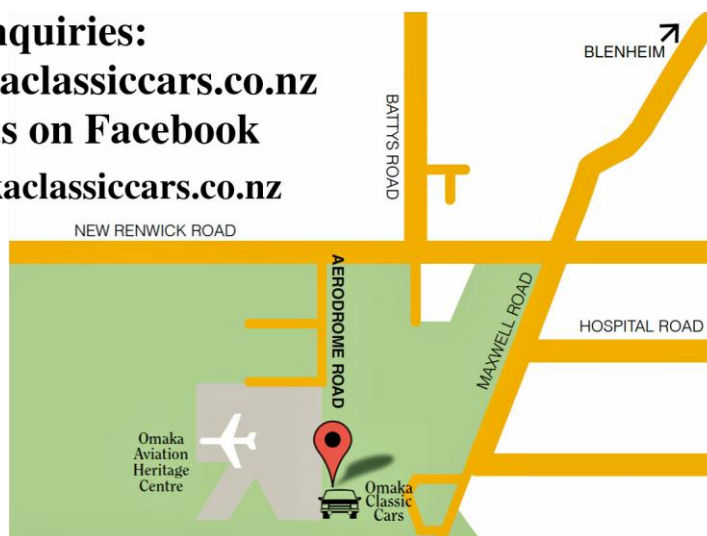 nquiries:
aclassiccars.co.nz
s on Facebook
kaclassiccars.co.nz
BLENHEIM
BATTYS ROAD
NEW RENWICK ROAD
AERODROME ROAD
MAXWELL ROAD
HOSPITAL ROAD
Omaka
Aviation
Heritage
Centre
Omaka
Classic
Cars